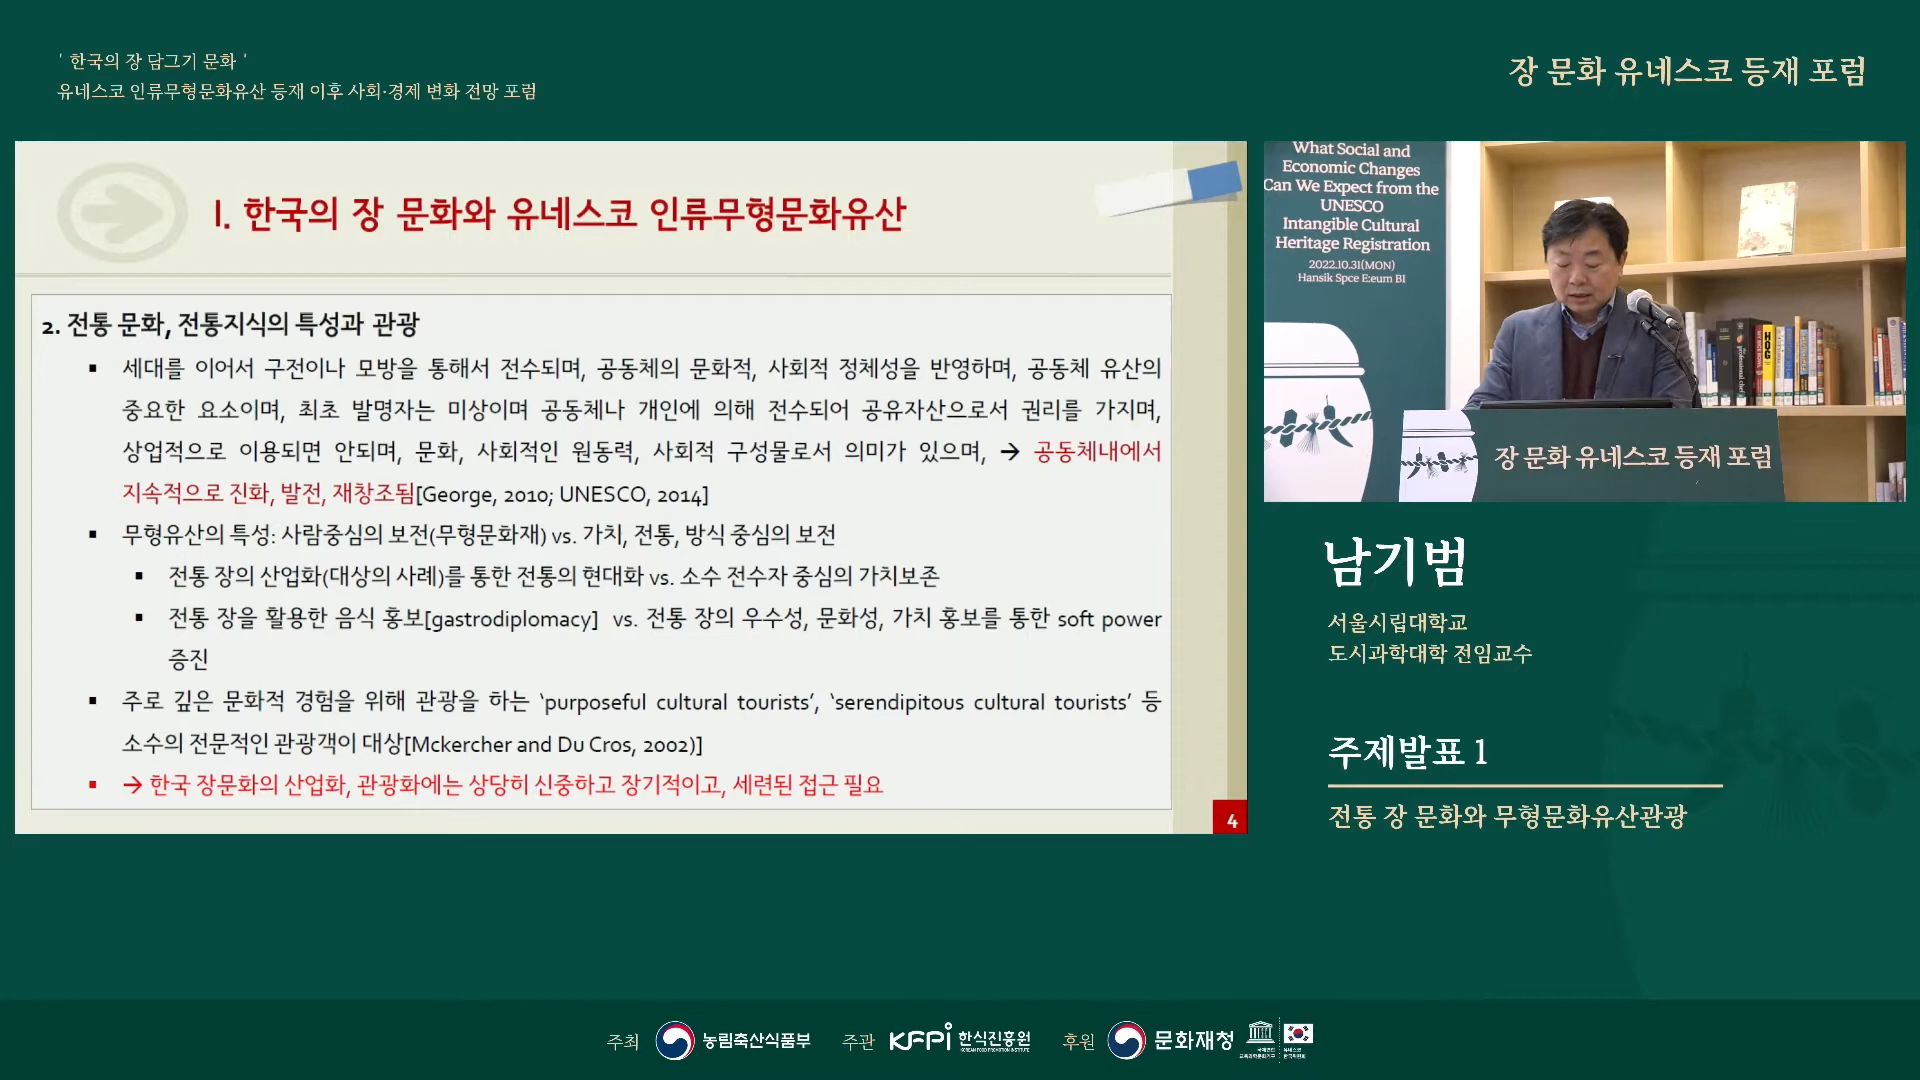 ' 한국의 장 담그기 문화 '
유네스코 인류무형문화유산 등재 이후 사회·경제 변화 전망 포럼
장 문화 유네스코 등재 포럼
I. 한국의 장 문화와 유네스코 인류무형문화유산
2. 전통 문화, 전통지식의 특성과 관광
▪ 세대를 이어서 구전이나 모방을 통해서 전수되며, 공동체의 문화적, 사회적 정체성을 반영하며, 공동체 유산의
중요한 요소이며, 최초 발명자는 미상이며 공동체나 개인에 의해 전수되어 공유자산으로서 권리를 가지며,
상업적으로 이용되면 안되며, 문화, 사회적인 원동력, 사회적 구성물로서 의미가 있으며, → 공동체내에서
지속적으로 진화, 발전, 재창조됨[George, 2010; UNESCO, 2014]
▪ 무형유산의 특성: 사람중심의 보전(무형문화재) vs. 가치, 전통, 방식 중심의 보전
▪ 전통 장의 산업화(대상의 사례)를 통한 전통의 현대화 vs. 소수 전수자 중심의 가치보존
▪ 전통 장을 활용한 음식 홍보[gastrodiplomacy] vs. 전통 장의 우수성, 문화성, 가치 홍보를 통한 soft power
증진
▪ 주로 깊은 문화적 경험을 위해 관광을 하는 ‘purposeful cultural tourists’, ‘serendipitous cultural tourists’ 등
소수의 전문적인 관광객이 대상[Mckercher and Du Cros, 2002)]
▪ → 한국 장문화의 산업화, 관광화에는 상당히 신중하고 장기적이고, 세련된 접근 필요
4
What Social and
Economic Changes
Can We Expect from the
UNESCO
Intangible Cultural
Heritage Registration
2022.10.31(MON)
Hansik Spce E:eum B1
HOG
장 문화 유네스코 등재 포럼
남기범
서울시립대학교
도시과학대학 전임교수
주제발표 1
전통 장 문화와 무형문화유산관광
주최 농림축산식품부 주관 KFPi 한식진흥원 후원 문화재청